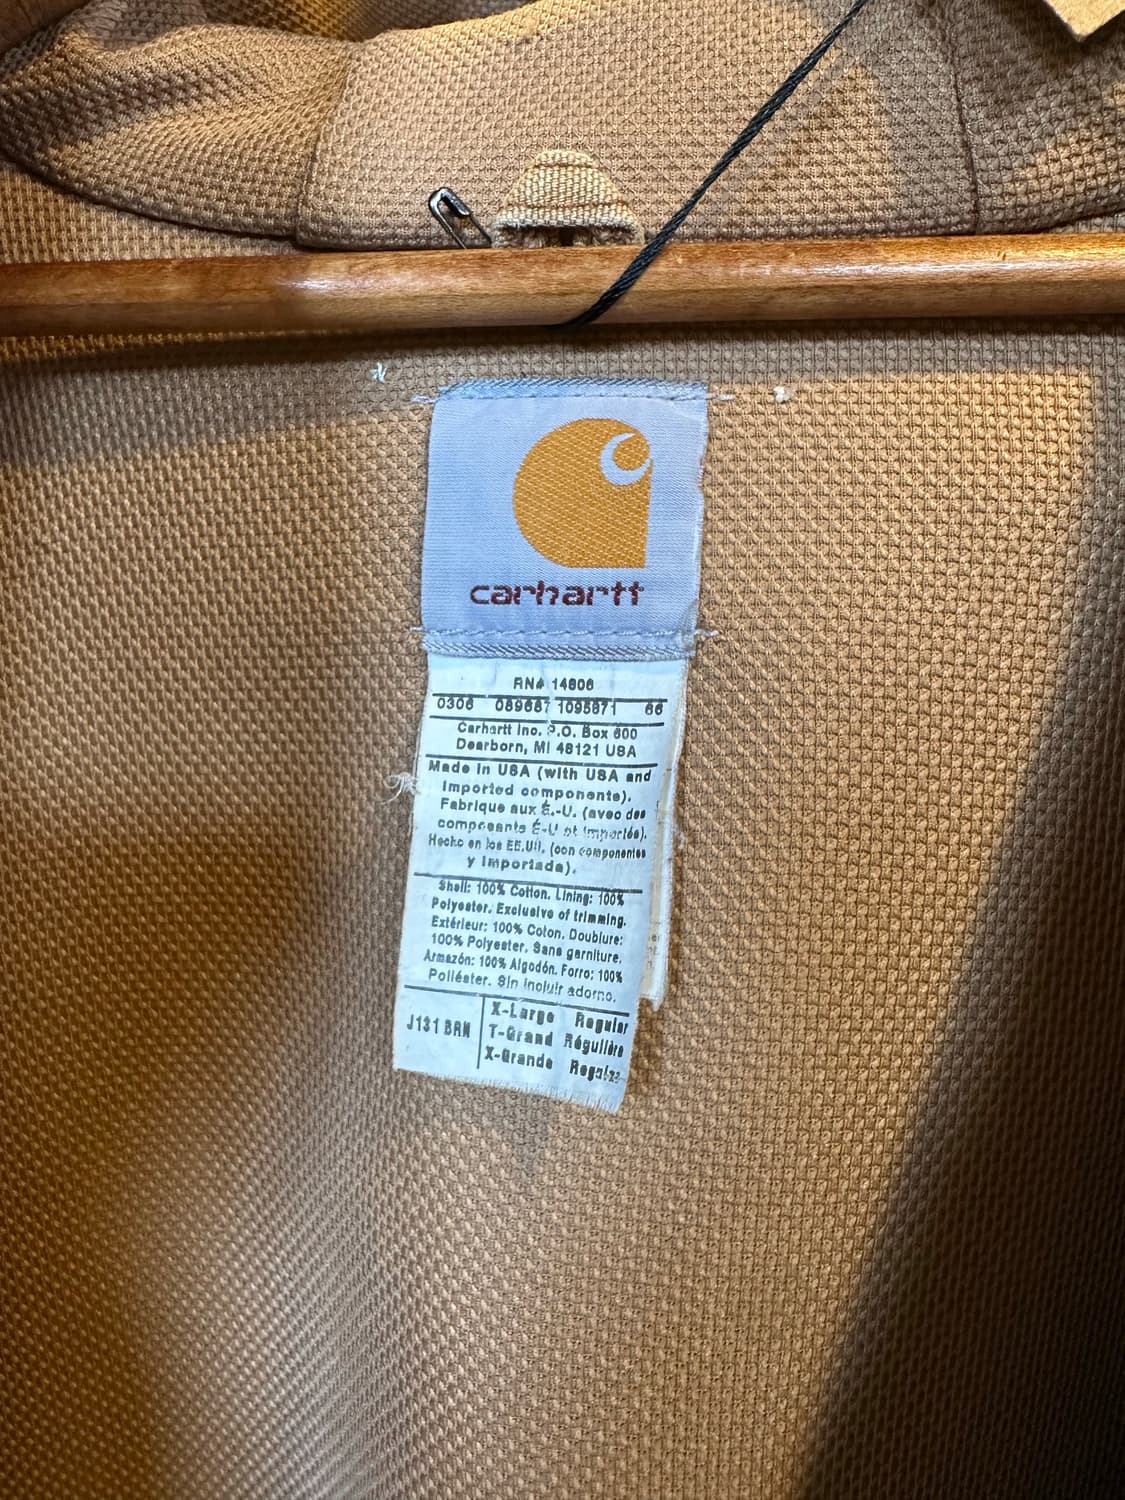 carhartt
RN# 14806
0306 089687 1095871 66
Carhartt Inc. P.O. Box 600
Dearborn, MI 48121 USA
Made in USA (with USA and
imported components).
Fabriqué aux É.-U. (avec des
composants É-U et importés).
Hecho en los EE.UU. (con componentes
y importada).
Shell: 100% Cotton. Lining: 100%
Polyester. Exclusive of trimming.
Extérieur: 100% Coton. Doublure:
100% Polyester. Sans garniture.
Armazón: 100% Algodón. Forro: 100%
Poliéster. Sin incluir adorno.
J131 BRN
X-Large Regular
T-Grand Régulière
X-Grande Regular